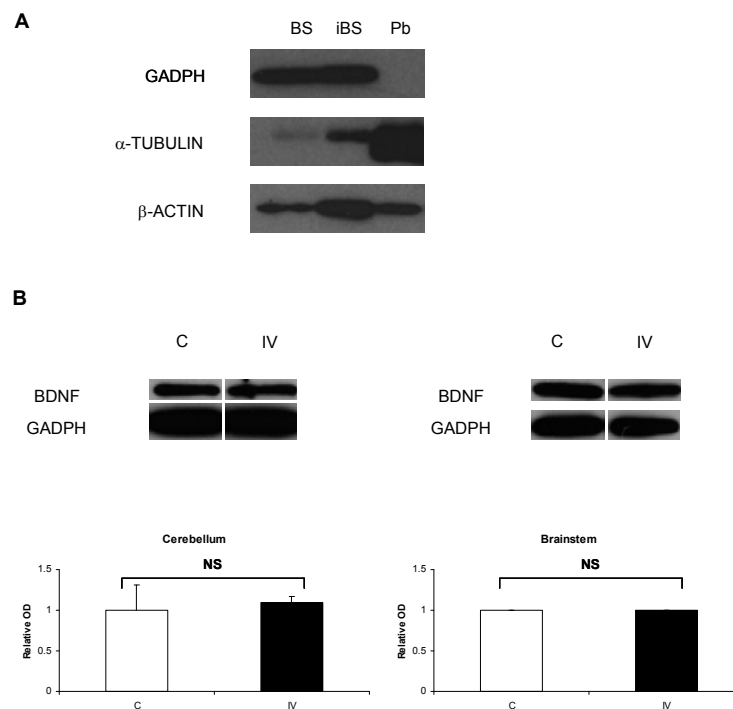 A
BS iBS Pb
GADPH
α-TUBULIN
β-ACTIN
B
C IV
BDNF
GADPH
C IV
BDNF
GADPH
Cerebellum
NS
1.5
1
0.5
0
Relative OD
C IV
Brainstem
NS
1.5
1
0.5
0
Relative OD
C IV